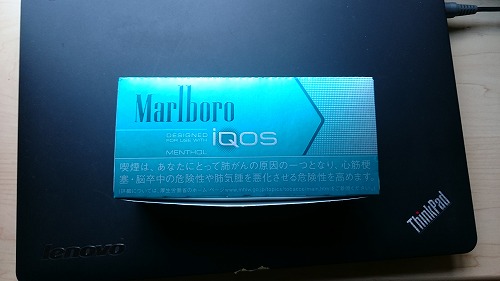 Marlboro
DESIGNED
FOR USE WITH
iQOS
MENTHOL
喫煙は、あなたにとって肺がんの原因の一つとなり、心筋梗
塞・脳卒中の危険性や肺気腫を悪化させる危険性を高めます。
ThinkPad
lenovo